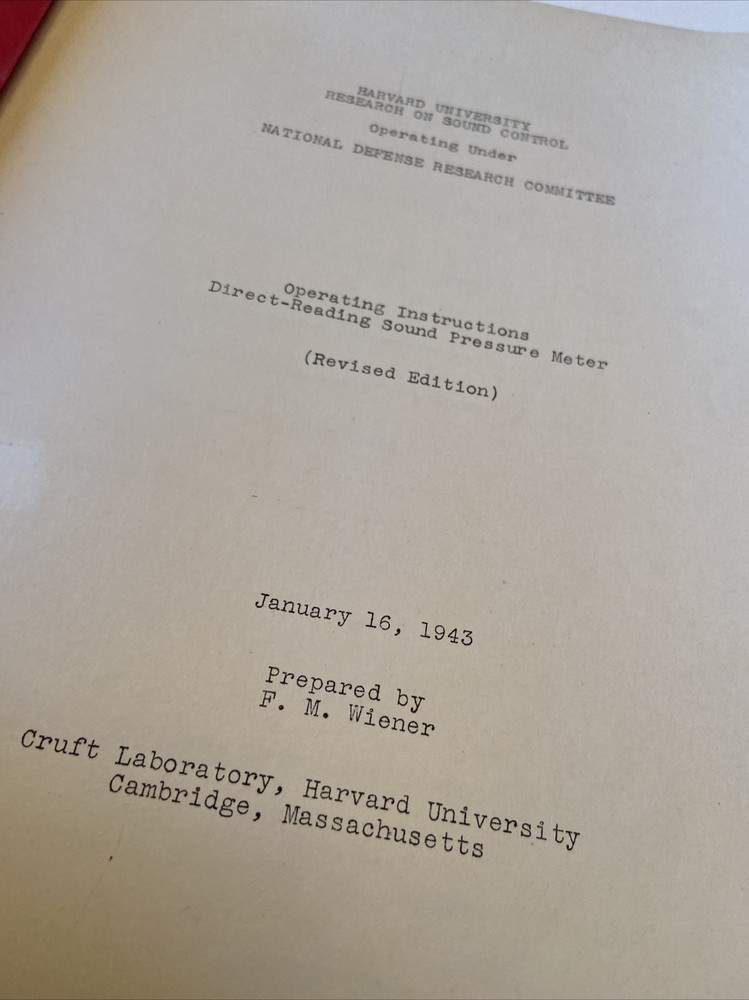 HARVARD UNIVERSITY
RESEARCH ON SOUND CONTROL
Operating Under
NATIONAL DEFENSE RESEARCH COMMITTEE
Operating Instructions
Direct-Reading Sound Pressure Meter
(Revised Edition)
January 16, 1943
Prepared by
F. M. Wiener
Cruft Laboratory, Harvard University
Cambridge, Massachusetts